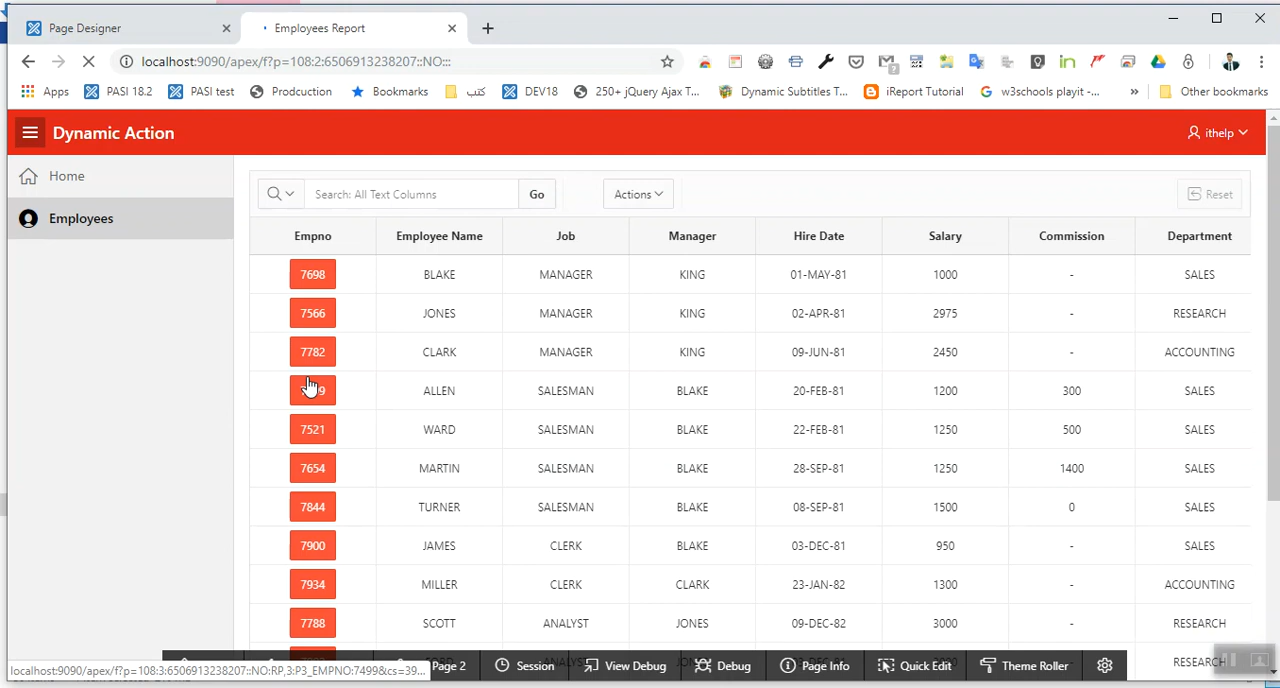 Page Designer
Employees Report
localhost:9090/apex/f?p=108:2:6506913238207::NO:::
Apps
PASI 18.2
PASI test
Prodcuction
Bookmarks
كتب
DEV18
250+ jQuery Ajax T...
Dynamic Subtitles T...
iReport Tutorial
w3schools playit -...
»
Other bookmarks
Dynamic Action
ithelp
Home
Employees
Search: All Text Columns
Go
Actions
Reset
Empno Employee Name Job Manager Hire Date Salary Commission Department
7698 BLAKE MANAGER KING 01-MAY-81 1000 - SALES
7566 JONES MANAGER KING 02-APR-81 2975 - RESEARCH
7782 CLARK MANAGER KING 09-JUN-81 2450 - ACCOUNTING
ALLEN SALESMAN BLAKE 20-FEB-81 1200 300 SALES
7521 WARD SALESMAN BLAKE 22-FEB-81 1250 500 SALES
7654 MARTIN SALESMAN BLAKE 28-SEP-81 1250 1400 SALES
7844 TURNER SALESMAN BLAKE 08-SEP-81 1500 0 SALES
7900 JAMES CLERK BLAKE 03-DEC-81 950 - SALES
7934 MILLER CLERK CLARK 23-JAN-82 1300 - ACCOUNTING
7788 SCOTT ANALYST JONES 09-DEC-82 3000 - RESEARCH
RESEARCH
localhost:9090/apex/f?p=108:3:6506913238207::NO:RP,3:P3_EMPNO:7499&cs=39...
Page 2
Session
View Debug
Debug
Page Info
Quick Edit
Theme Roller